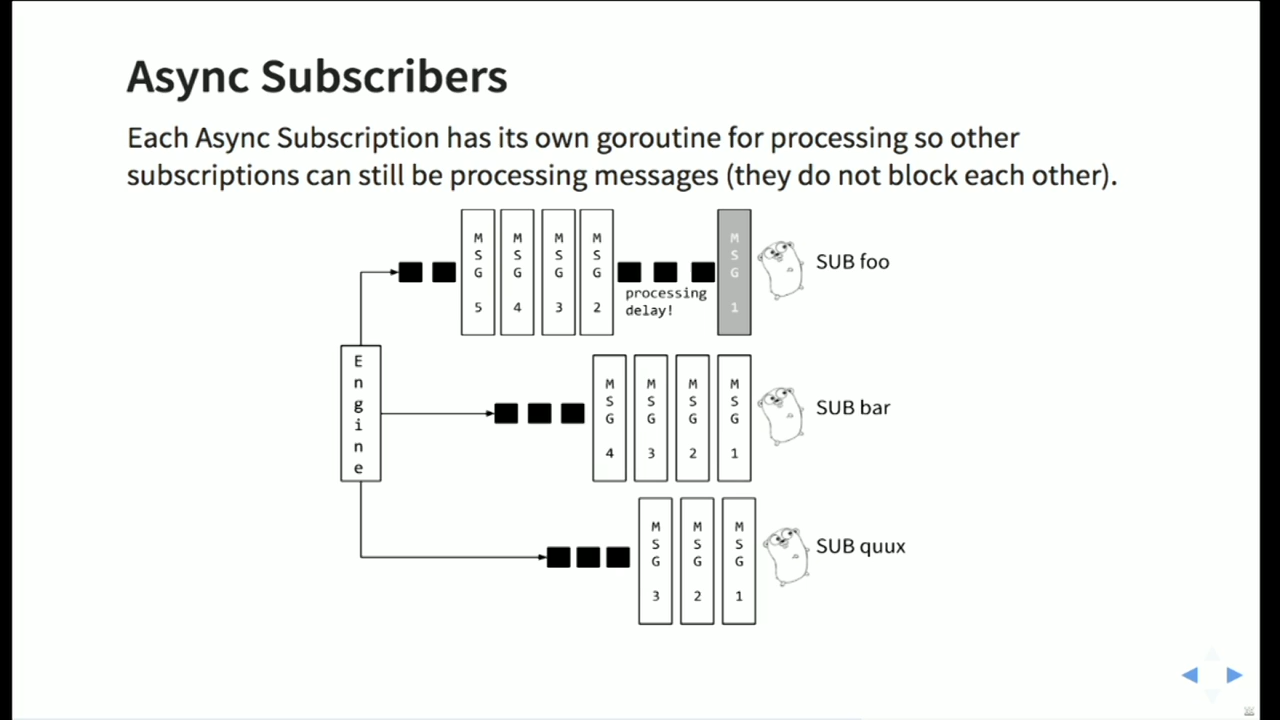 Async Subscribers
Each Async Subscription has its own goroutine for processing so other
subscriptions can still be processing messages (they do not block each other).
MSG 5
MSG 4
MSG 3
MSG 2
processing
delay!
MSG 1
SUB foo
Engine
MSG 4
MSG 3
MSG 2
MSG 1
SUB bar
MSG 3
MSG 2
MSG 1
SUB quux